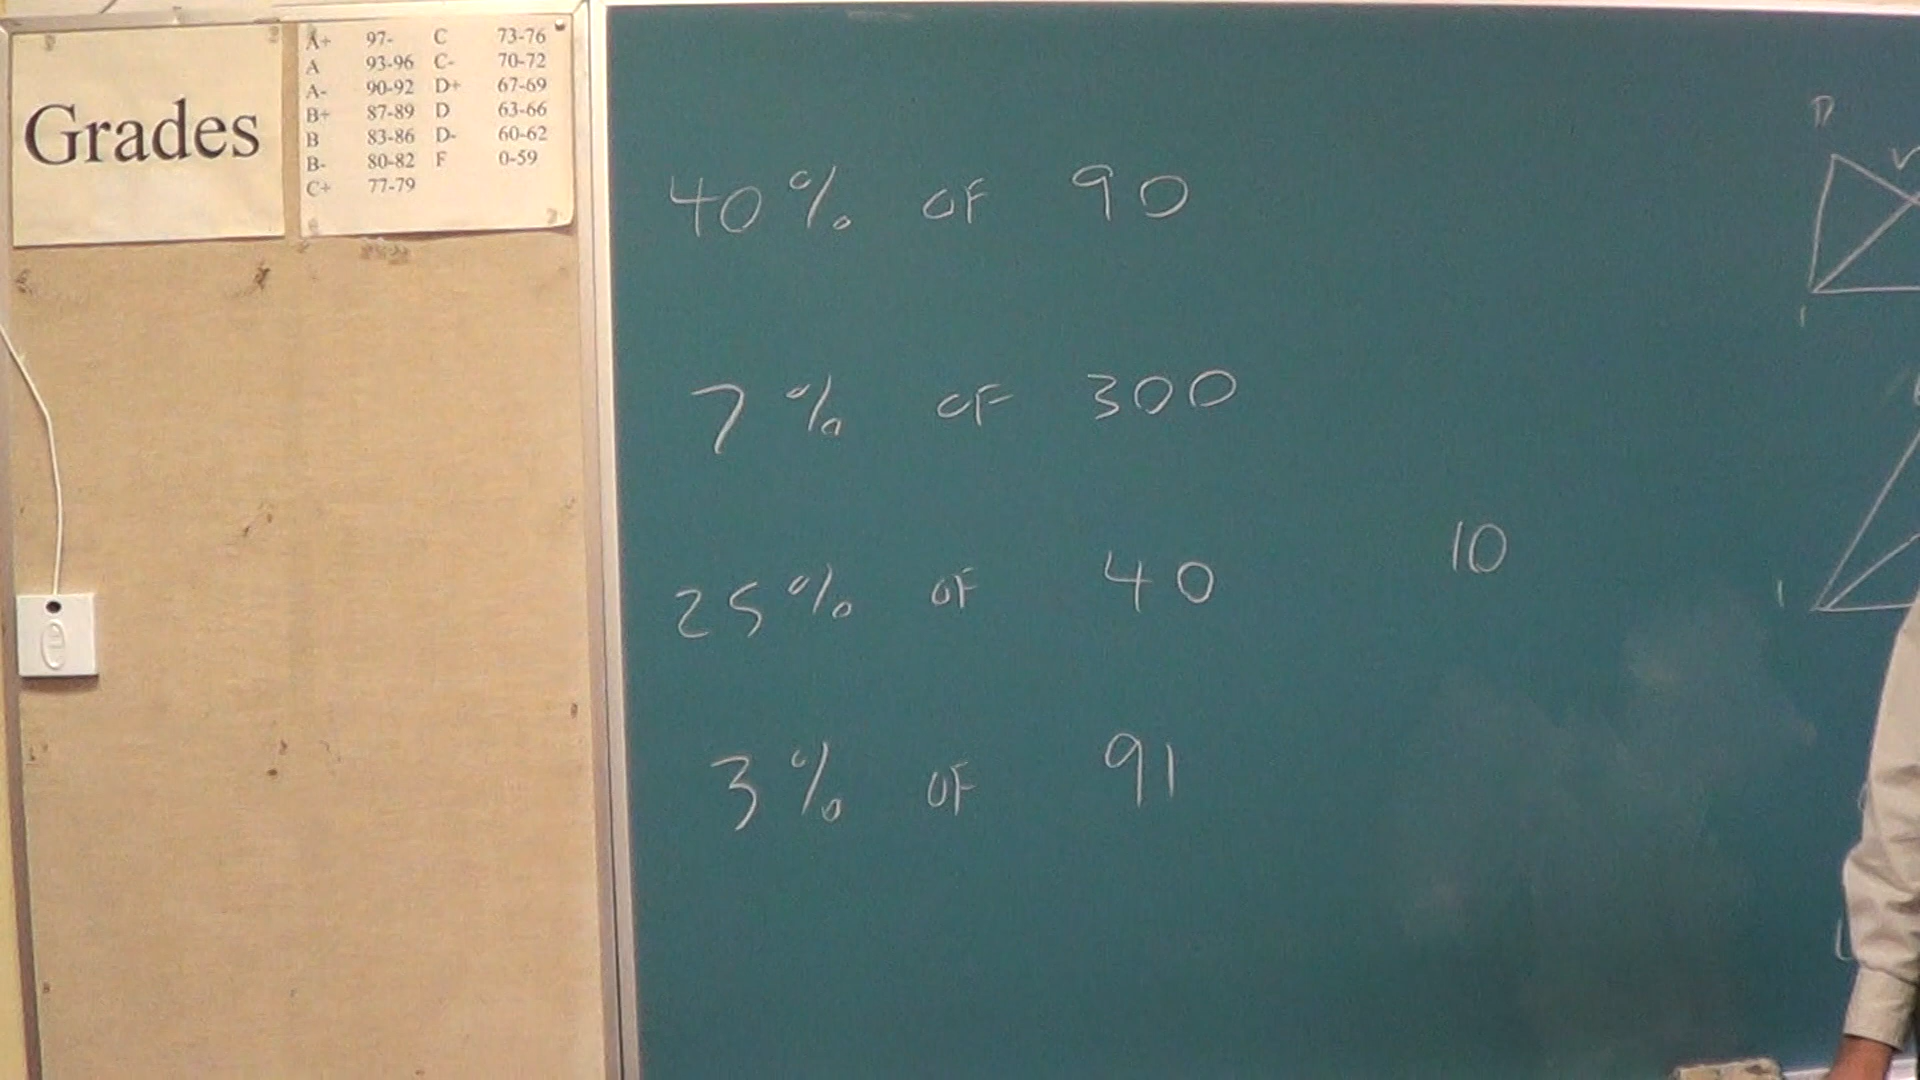 Grades
A+ 97- C 73-76
A 93-96 C- 70-72
A- 90-92 D+ 67-69
B+ 87-89 D 63-66
B 83-86 D- 60-62
B- 80-82 F 0-59
C+ 77-79
40% OF 90
7% OF 300
25% OF 40 10
3% OF 91